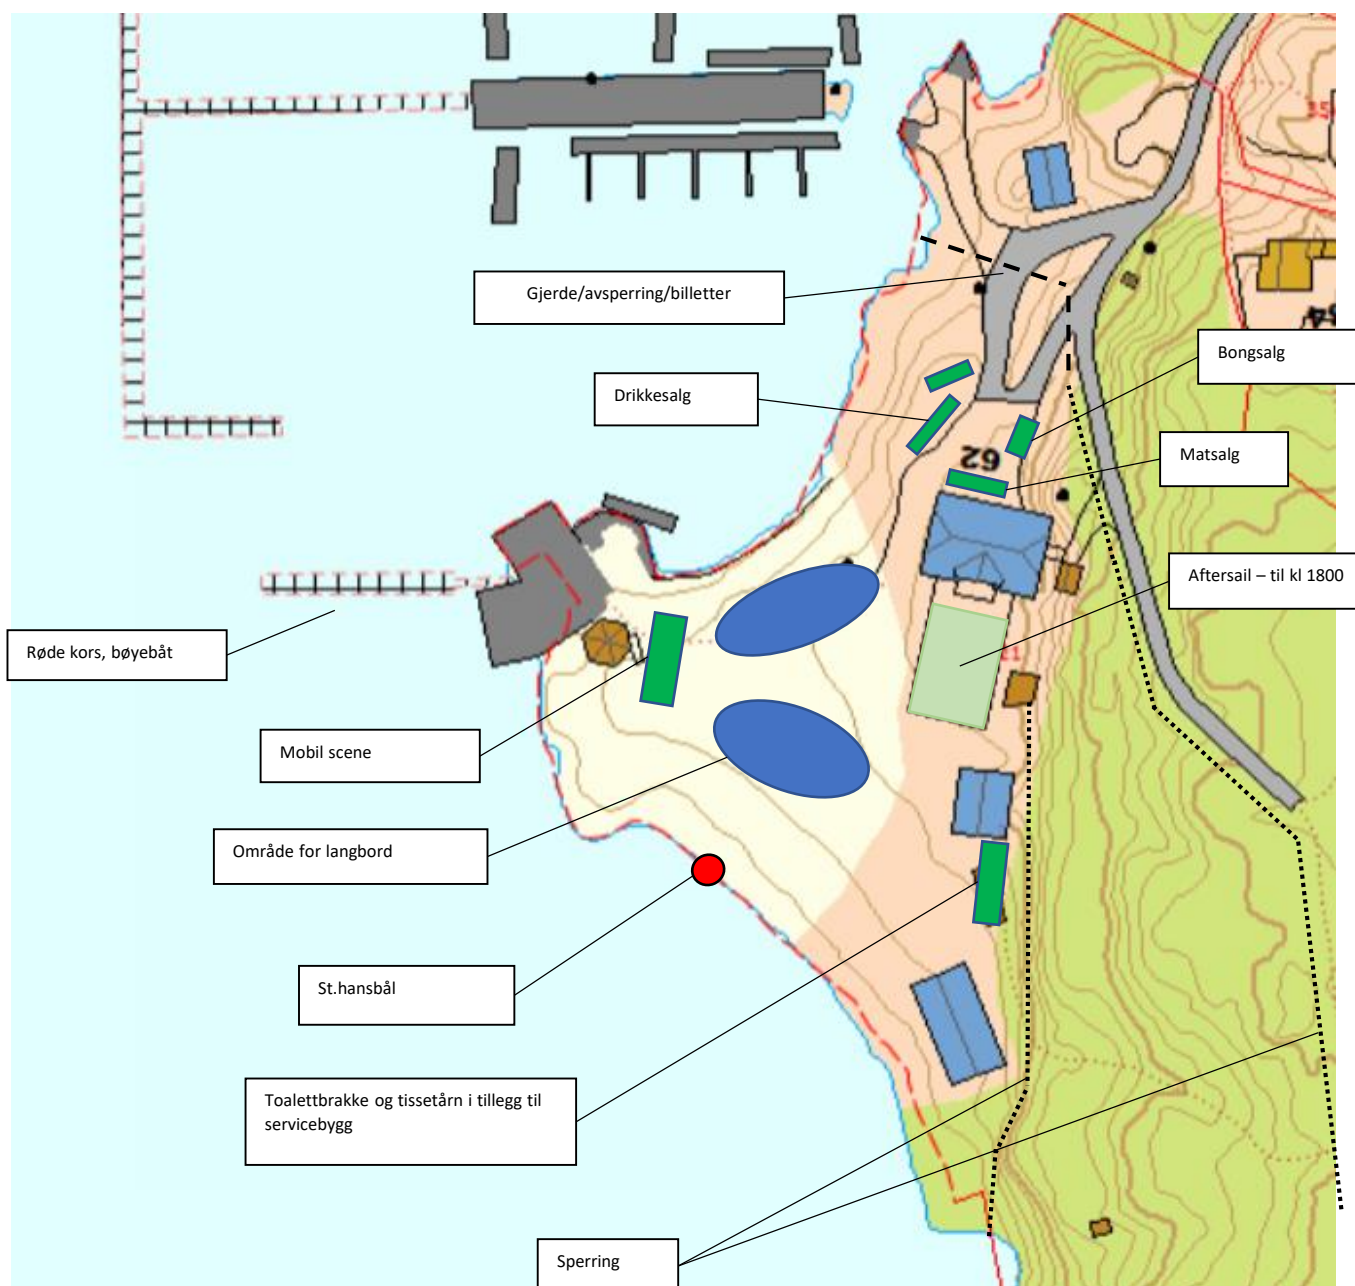 Gjerde/avsperring/billetter
Bongsalg
Drikkesalg
Matsalg
62
Aftersail – til kl 1800
Røde kors, bøyebåt
Mobil scene
Område for langbord
St.hansbål
Toalettbrakke og tissetårn i tillegg til
servicebygg
Sperring